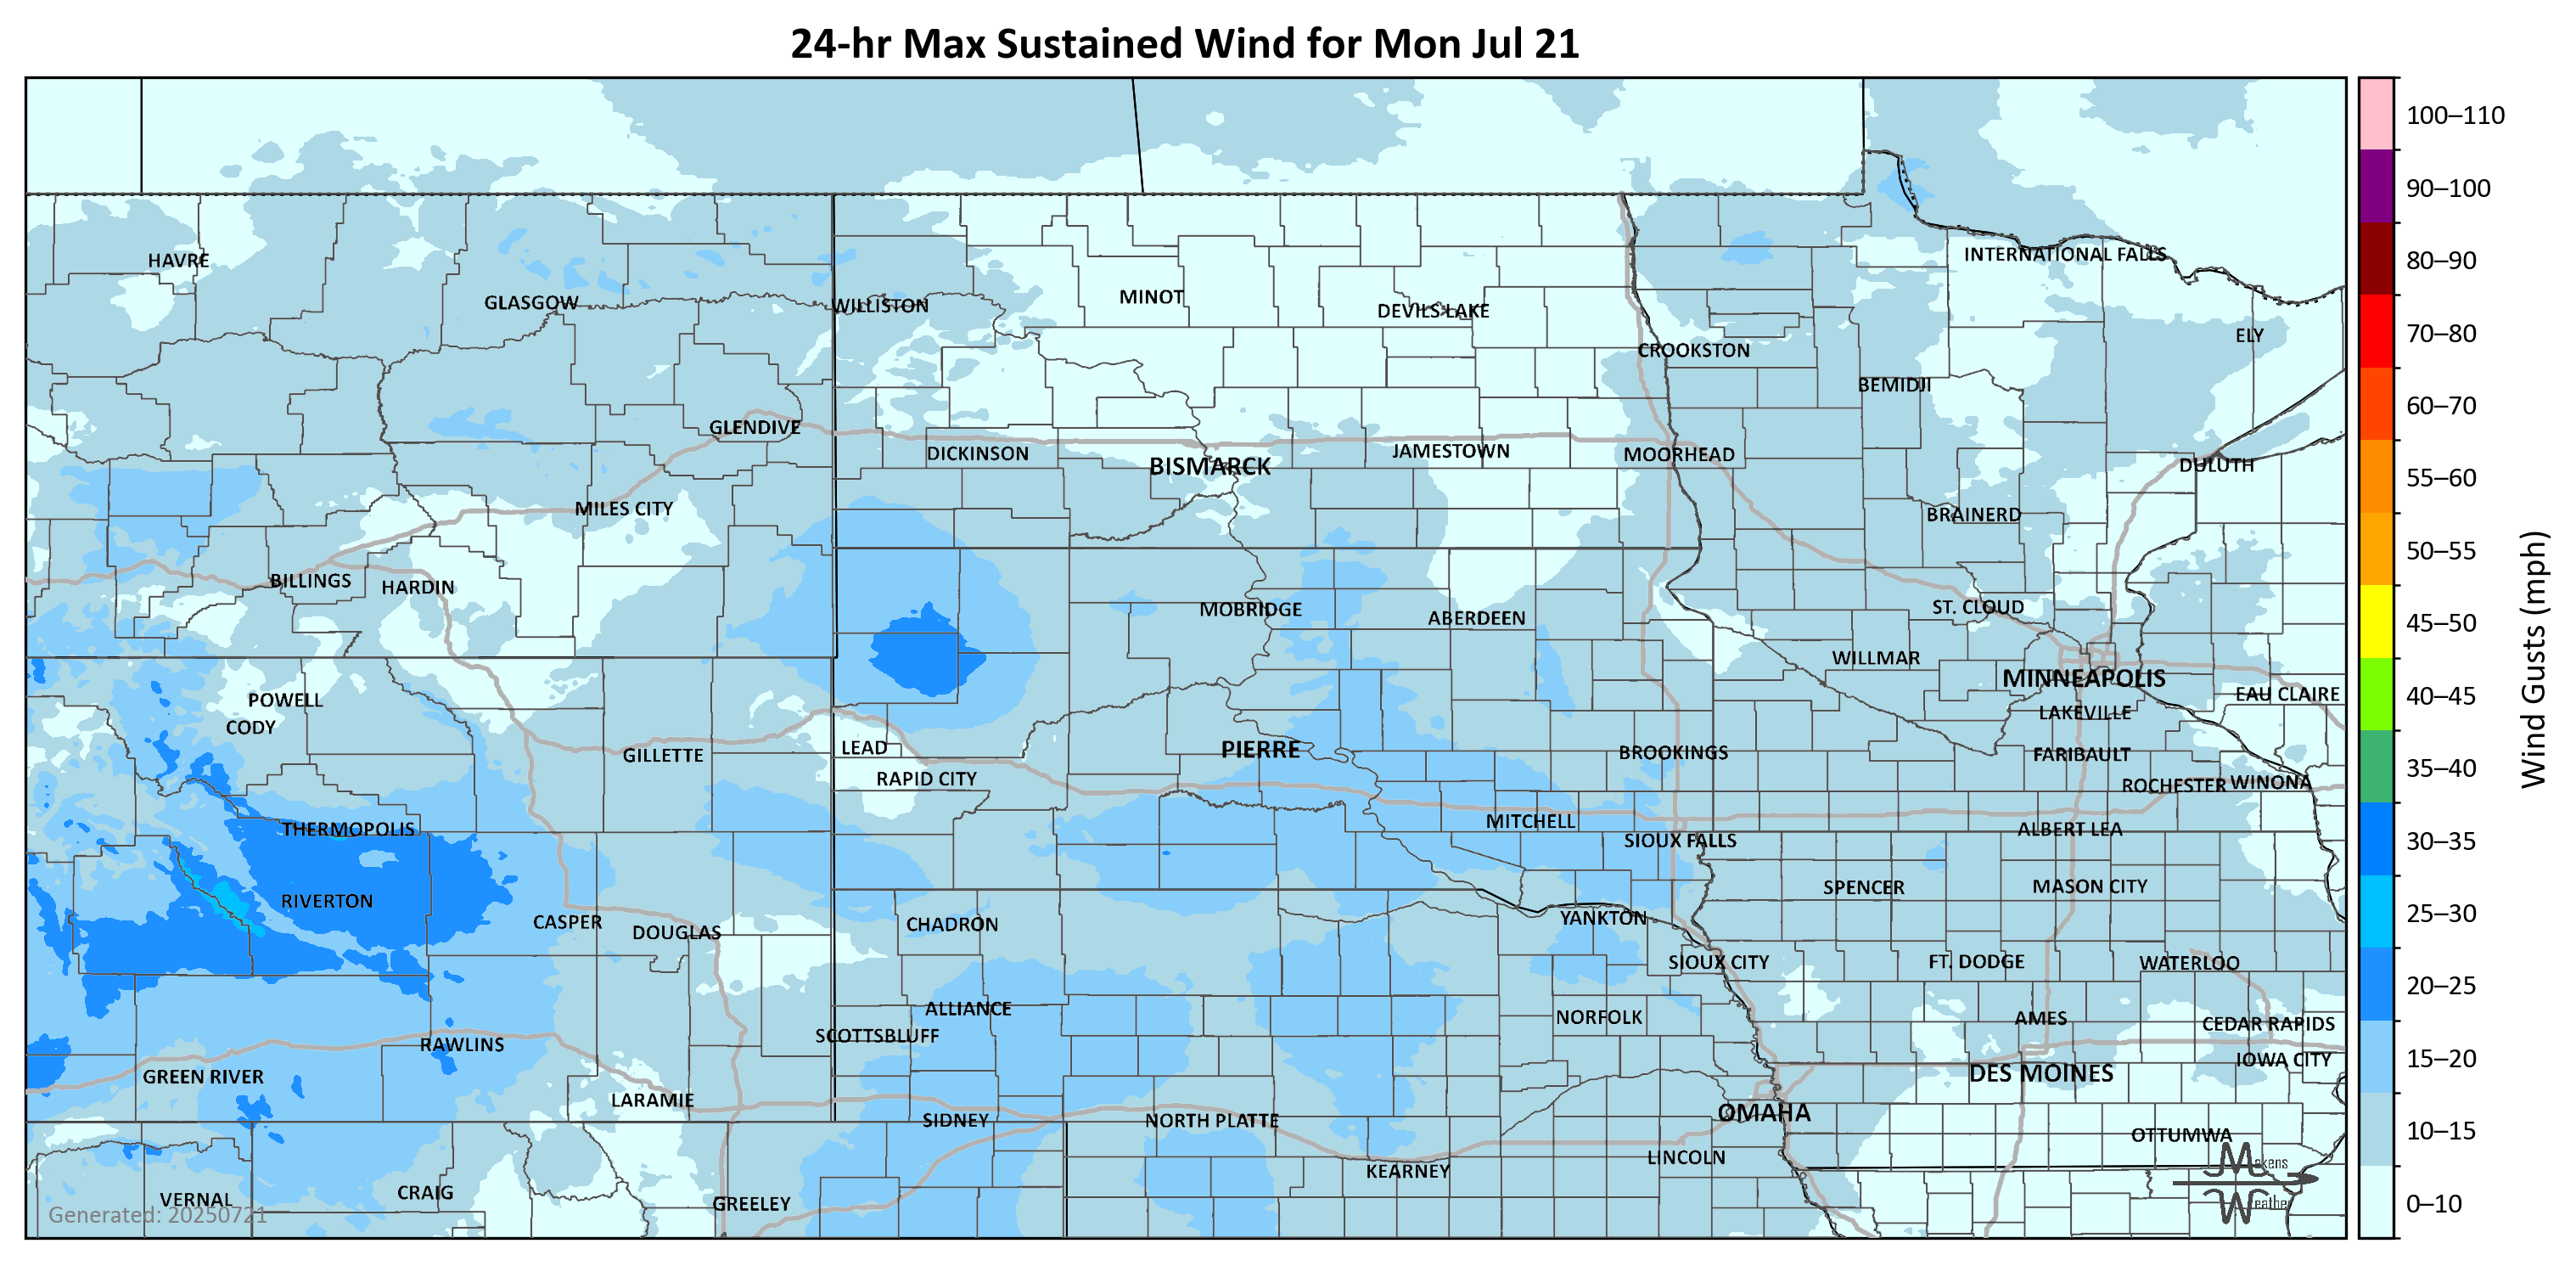 24-hr Max Sustained Wind for Mon Jul 21
100–110
90–100
80–90
70–80
60–70
55–60
50–55
45–50
40–45
35–40
30–35
25–30
20–25
15–20
10–15
0–10
Wind Gusts (mph)
HAVRE
INTERNATIONAL FALLS
GLASGOW
WILLISTON
MINOT
DEVILS LAKE
ELY
CROOKSTON
BEMIDJI
GLENDIVE
DICKINSON
BISMARCK
JAMESTOWN
MOORHEAD
DULUTH
MILES CITY
BRAINERD
BILLINGS
HARDIN
MOBRIDGE
ABERDEEN
ST. CLOUD
WILLMAR
MINNEAPOLIS
EAU CLAIRE
POWELL
CODY
LAKEVILLE
GILLETTE
LEAD
PIERRE
BROOKINGS
FARIBAULT
RAPID CITY
ROCHESTER
WINONA
THERMOPOLIS
MITCHELL
ALBERT LEA
SIOUX FALLS
RIVERTON
SPENCER
MASON CITY
CASPER
DOUGLAS
CHADRON
YANKTON
SIOUX CITY
FT. DODGE
WATERLOO
ALLIANCE
NORFOLK
AMES
CEDAR RAPIDS
SCOTTSBLUFF
RAWLINS
IOWA CITY
GREEN RIVER
DES MOINES
LARAMIE
SIDNEY
NORTH PLATTE
OMAHA
OTTUMWA
KEARNEY
LINCOLN
VERNAL
CRAIG
GREELEY
Generated: 20250721
Makens
Weather